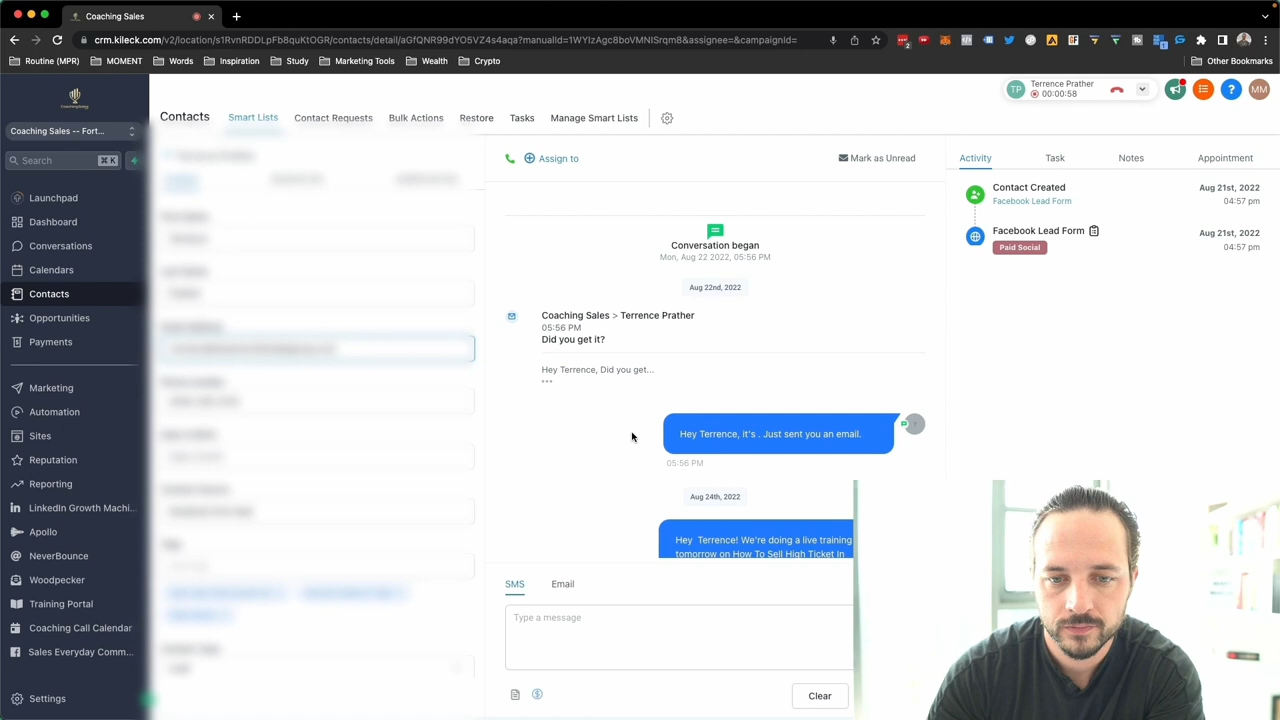 Coaching Sales
crm.kileck.com/v2/location/s1RvnRDDLpFb8quKtOGR/contacts/detail/aGfQNR99dYO5VZ4s4aqa?manualId=1WYIzAgc8boVMNISrqm8&assignee=&campaignId=
Routine (MPR)
MOMENT
Words
Inspiration
Study
Marketing Tools
Wealth
Crypto
Other Bookmarks
TP
Terrence Prather
00:00:58
MM
Coaching Sales -- Fort...
Search
⌘ K
Launchpad
Dashboard
Conversations
Calendars
Contacts
Opportunities
Payments
Marketing
Automation
Sites
Reputation
Reporting
LinkedIn Growth Machi...
Apollo
NeverBounce
Woodpecker
Training Portal
Coaching Call Calendar
Sales Everyday Comm...
Settings
Contacts
Smart Lists
Contact Requests
Bulk Actions
Restore
Tasks
Manage Smart Lists
Assign to
Mark as Unread
Conversation began
Mon, Aug 22 2022, 05:56 PM
Aug 22nd, 2022
Coaching Sales > Terrence Prather
05:56 PM
Did you get it?
Hey Terrence, Did you get...
Hey Terrence, it's . Just sent you an email.
05:56 PM
Aug 24th, 2022
Hey Terrence! We're doing a live training
tomorrow on How To Sell High Ticket In
SMS
Email
Type a message
Clear
Activity
Task
Notes
Appointment
Contact Created
Aug 21st, 2022
Facebook Lead Form
04:57 pm
Facebook Lead Form
Aug 21st, 2022
Paid Social
04:57 pm